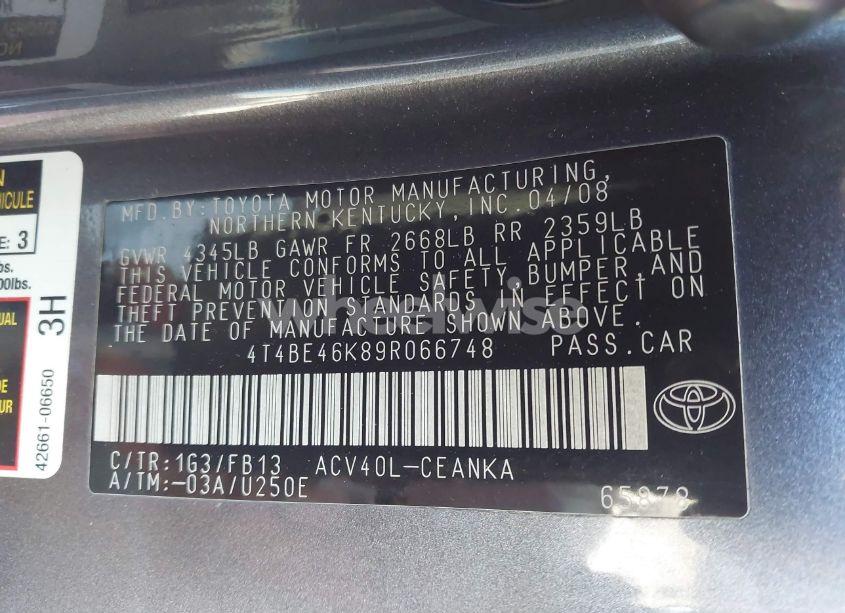 MFD.BY:TOYOTA MOTOR MANUFACTURING,
NORTHERN KENTUCKY, INC. 04/08
GVWR 4345LB GAWR FR 2668LB RR 2359LB
THIS VEHICLE CONFORMS TO ALL APPLICABLE
FEDERAL MOTOR VEHICLE SAFETY,BUMPER,AND
THEFT PREVENTION STANDARDS IN EFFECT ON
THE DATE OF MANUFACTURE SHOWN ABOVE.
4T4BE46K89R066748 PASS.CAR
C/TR:1G3/FB13 ACV40L-CEANKA
A/TM:-03A/U250E 65878
3H
42661-06650
E: 3